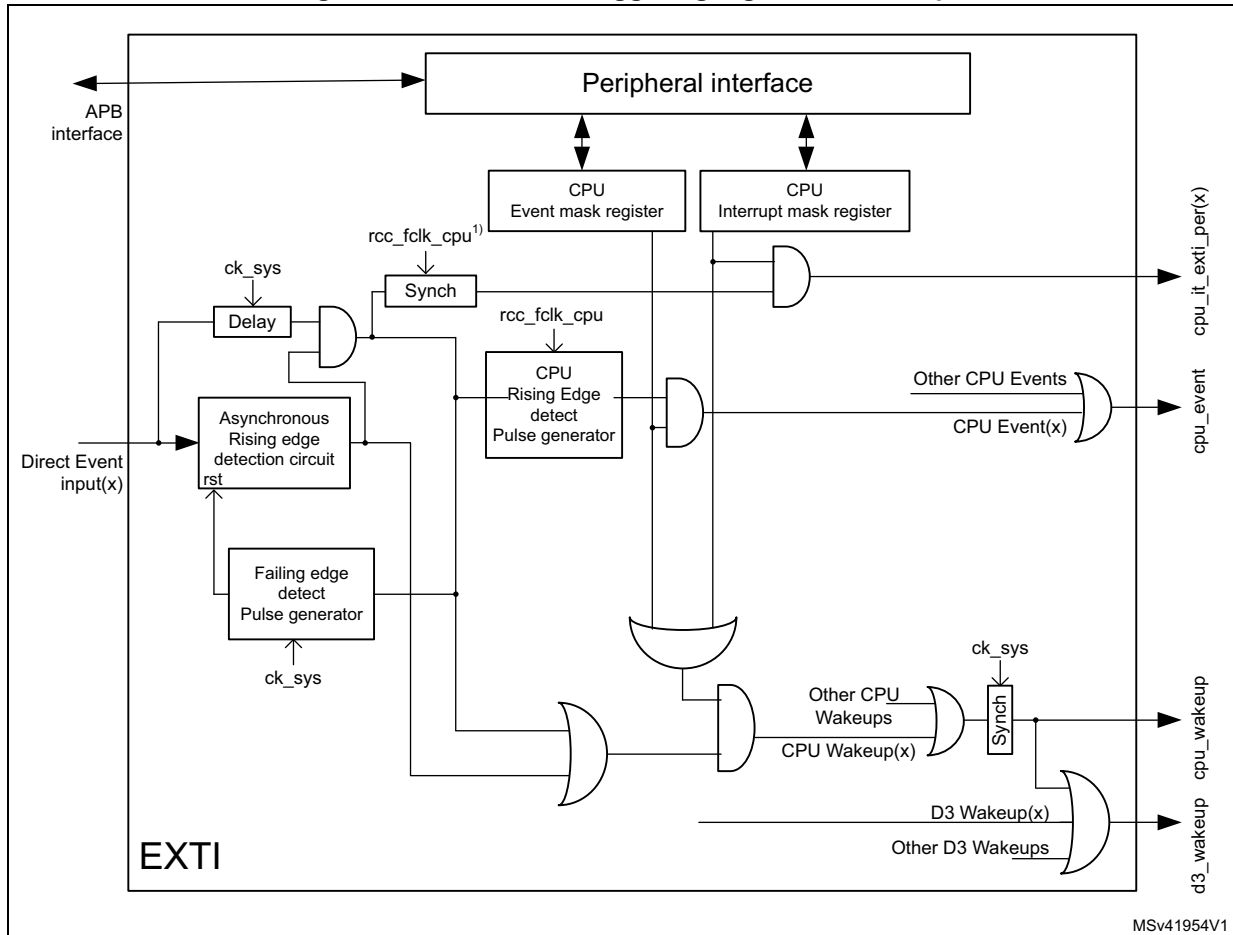 Peripheral interface
APB
interface
CPU
Event mask register
CPU
Interrupt mask register
cpu_it_exti_per(x)
rcc_fclk_cpu1)
ck_sys
Synch
Delay
rcc_fclk_cpu
CPU
Rising Edge
detect
Pulse generator
Other CPU Events
CPU Event(x)
cpu_event
Asynchronous
Rising edge
detection circuit
rst
Direct Event
input(x)
Failing edge
detect
Pulse generator
ck_sys
ck_sys
Other CPU
Wakeups
Synch
CPU Wakeup(x)
cpu_wakeup
D3 Wakeup(x)
Other D3 Wakeups
d3_wakeup
EXTI
MSv41954V1